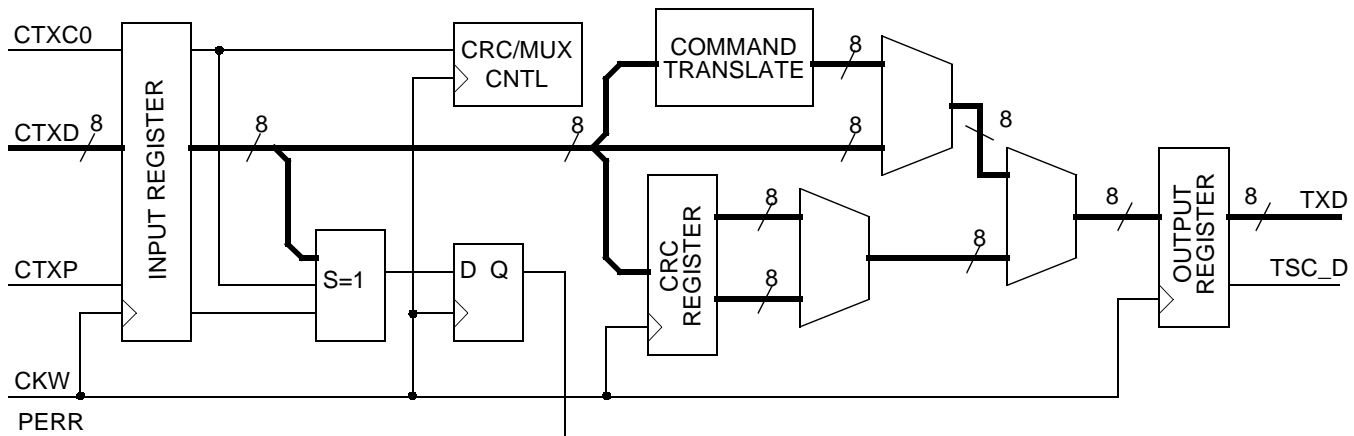 CTXC0
CTXD
8
CTXP
CKW
PERR
INPUT REGISTER
8
CRC/MUX
CNTL
S=1
D Q
8
COMMAND
TRANSLATE
8
8
8
CRC
REGISTER
8
8
8
8
OUTPUT
REGISTER
8
TXD
TSC_D